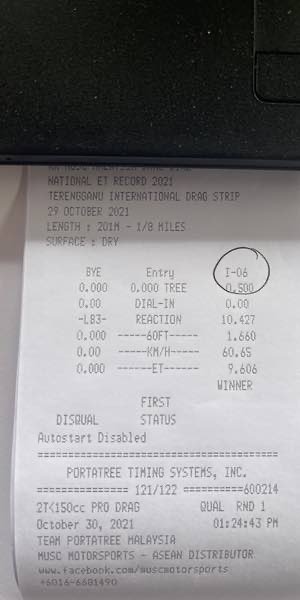 NATIONAL ET RECORD 2021
TERENGGANU INTERNATIONAL DRAG STRIP
29 OCTOBER 2021
LENGTH : 201M - 1/8 MILES
SURFACE : DRY
BYE Entry I-06
0.000 0.000 TREE 0.500
0.00 DIAL-IN 0.00
-LB3- REACTION 10.427
0.000 -----60FT----- 1.660
0.00 -----KM/H----- 60.65
0.000 ------ET------ 9.606
WINNER
FIRST
DISQUAL STATUS
Autostart Disabled
========================================
PORTATREE TIMING SYSTEMS, INC.
=============== 121/122 ==========600214
2T<150cc PRO DRAG QUAL RND 1
October 30, 2021 01:24:43 PM
TEAM PORTATREE MALAYSIA
MUSC MOTORSPORTS - ASEAN DISTRIBUTOR
www.facebook.com/muscmotorsports
+6016-6681490